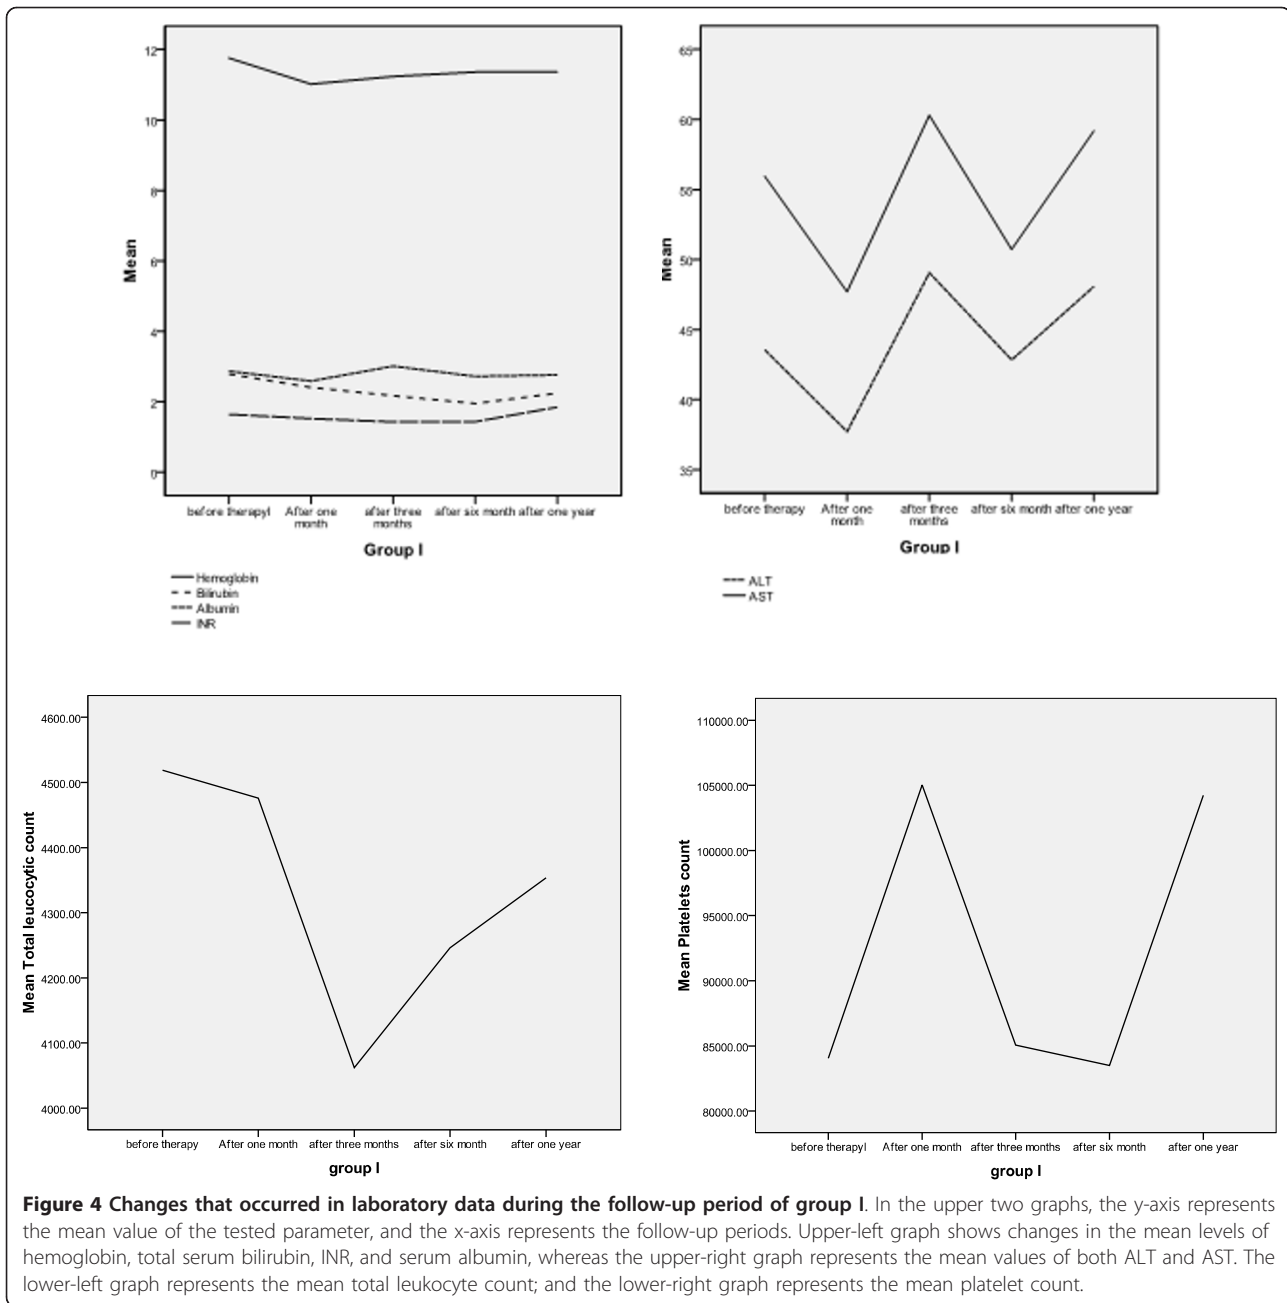 12
10
8
6
4
2
0
Mean
before therapyl After one after three after six month after one year
month months
Group I
Hemoglobin
Bilirubin
Albumin
INR
65
60
55
50
45
40
35
Mean
before therapy After one after three after six month after one year
month months
Group I
ALT
AST
4600.00
4500.00
4400.00
4300.00
4200.00
4100.00
4000.00
Mean Total leucocytic count
before therapy After one month after three months after six month after one year
group I
110000.00
105000.00
100000.00
95000.00
90000.00
85000.00
80000.00
Mean Platelets count
before therapyl After one month after three months after six month after one year
group I
Figure 4 Changes that occurred in laboratory data during the follow-up period of group I. In the upper two graphs, the y-axis represents
the mean value of the tested parameter, and the x-axis represents the follow-up periods. Upper-left graph shows changes in the mean levels of
hemoglobin, total serum bilirubin, INR, and serum albumin, whereas the upper-right graph represents the mean values of both ALT and AST. The
lower-left graph represents the mean total leukocyte count; and the lower-right graph represents the mean platelet count.